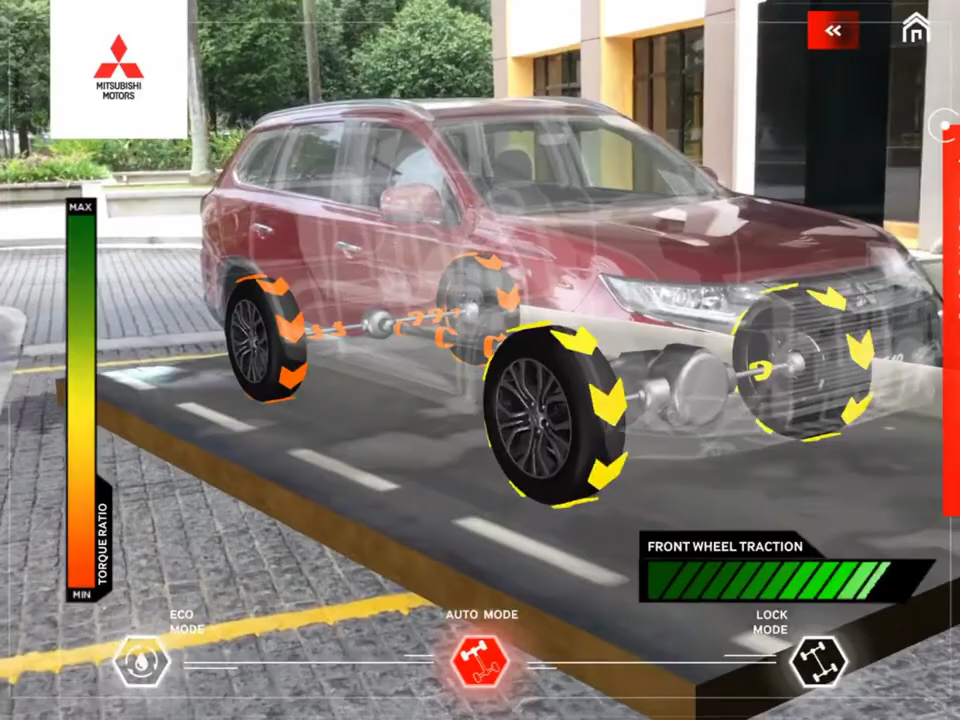 MITSUBISHI
MOTORS
MAX
TORQUE RATIO
MIN
FRONT WHEEL TRACTION
ECO
MODE
AUTO MODE
LOCK
MODE